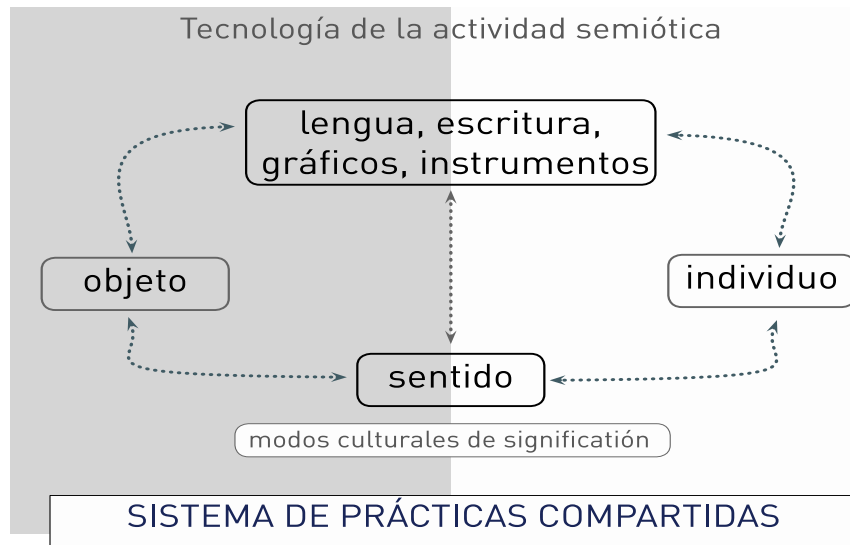 Tecnología de la actividad semiótica
lengua, escritura,
gráficos, instrumentos
objeto
individuo
sentido
modos culturales de significatión
SISTEMA DE PRÁCTICAS COMPARTIDAS